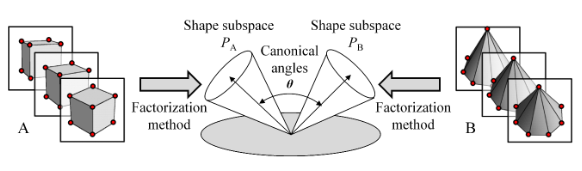 Shape subspace
P_A
Shape subspace
P_B
Canonical
angles
θ
Factorization
method
Factorization
method
A
B